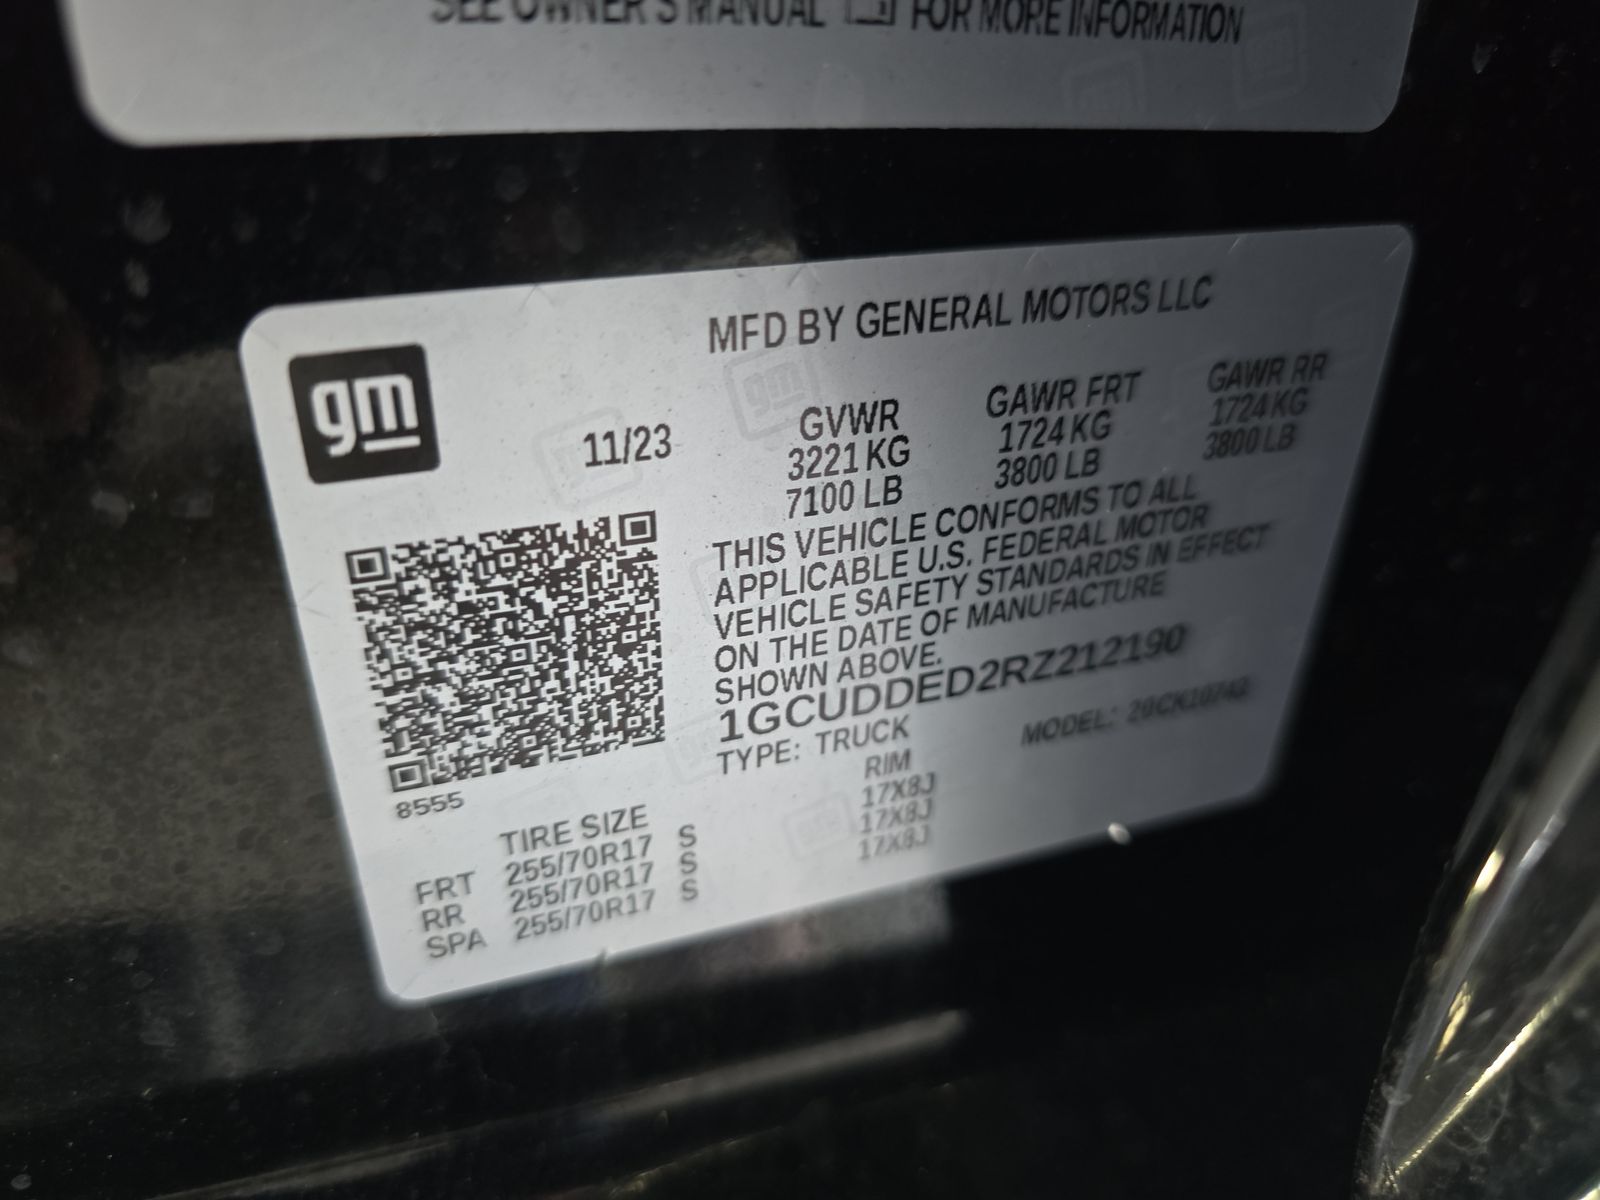 SEE OWNER'S MANUAL FOR MORE INFORMATION
MFD BY GENERAL MOTORS LLC
gm
11/23
GVWR
3221 KG
7100 LB
GAWR FRT
1724 KG
3800 LB
GAWR RR
1724 KG
3800 LB
THIS VEHICLE CONFORMS TO ALL
APPLICABLE U.S. FEDERAL MOTOR
VEHICLE SAFETY STANDARDS IN EFFECT
ON THE DATE OF MANUFACTURE
SHOWN ABOVE.
1GCUDDED2RZ212190
TYPE: TRUCK MODEL:
8555
TIRE SIZE RIM
FRT 255/70R17 S 17X8J
RR 255/70R17 S 17X8J
SPA 255/70R17 S 17X8J